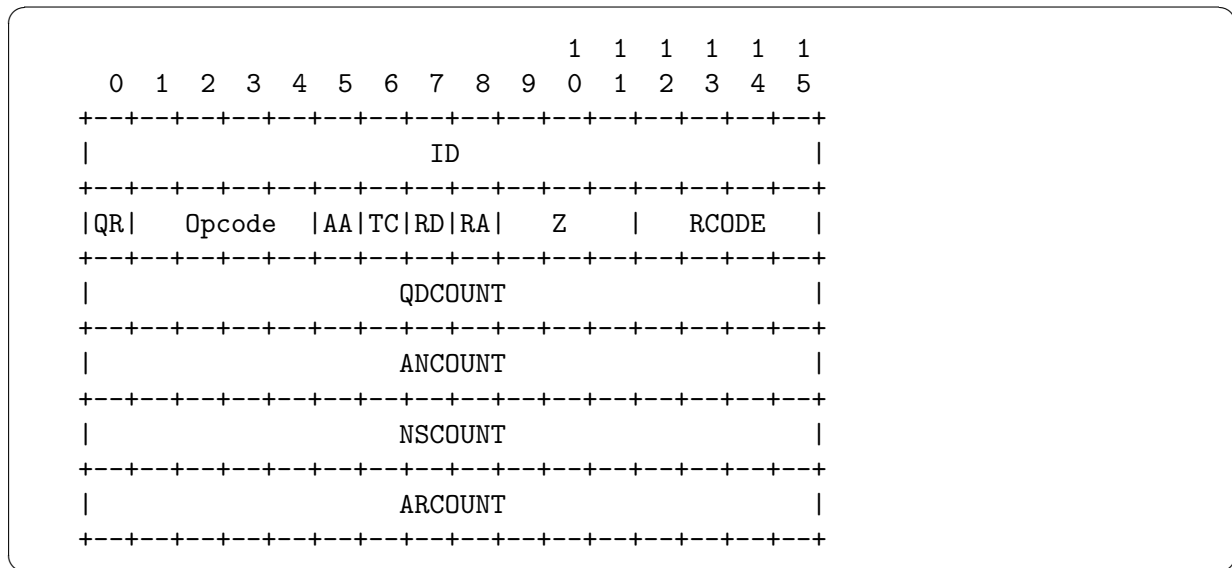 1  1  1  1  1  1
  0  1  2  3  4  5  6  7  8  9  0  1  2  3  4  5
+--+--+--+--+--+--+--+--+--+--+--+--+--+--+--+--+
|                      ID                       |
+--+--+--+--+--+--+--+--+--+--+--+--+--+--+--+--+
|QR|   Opcode  |AA|TC|RD|RA|   Z    |   RCODE   |
+--+--+--+--+--+--+--+--+--+--+--+--+--+--+--+--+
|                    QDCOUNT                    |
+--+--+--+--+--+--+--+--+--+--+--+--+--+--+--+--+
|                    ANCOUNT                    |
+--+--+--+--+--+--+--+--+--+--+--+--+--+--+--+--+
|                    NSCOUNT                    |
+--+--+--+--+--+--+--+--+--+--+--+--+--+--+--+--+
|                    ARCOUNT                    |
+--+--+--+--+--+--+--+--+--+--+--+--+--+--+--+--+